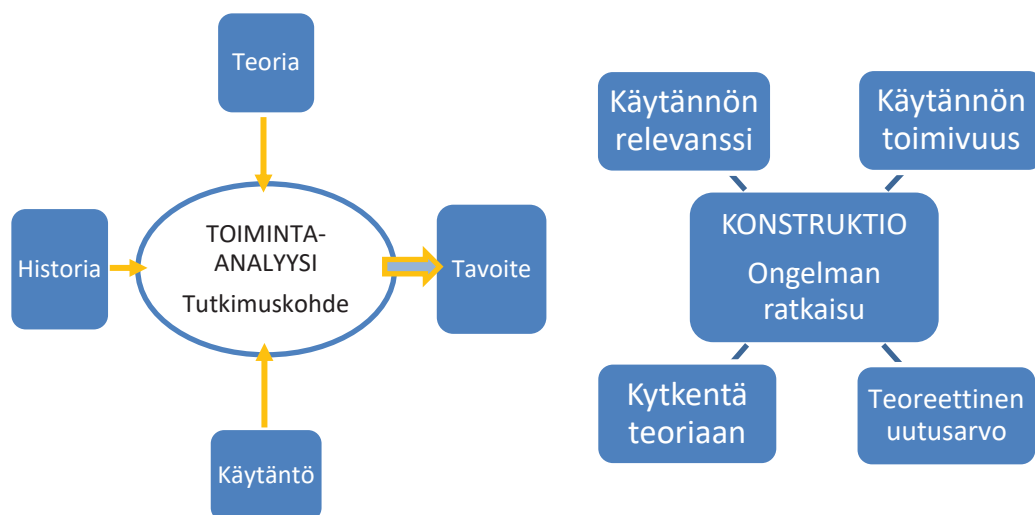 Teoria
Historia
TOIMINTA-
ANALYYSI
Tutkimuskohde
Tavoite
Käytäntö
Käytännön
relevanssi
Käytännön
toimivuus
KONSTRUKTIO
Ongelman
ratkaisu
Kytkentä
teoriaan
Teoreettinen
uutusarvo